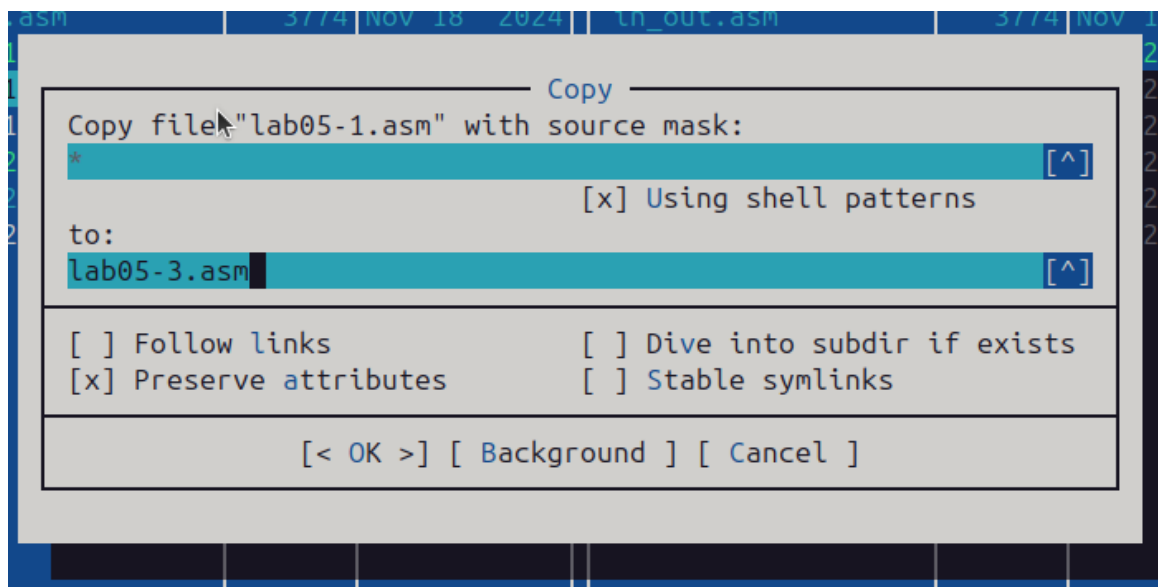 .asm 3774 Nov 18 2024 in_out.asm 3774 Nov 1
Copy
Copy file "lab05-1.asm" with source mask:
* [^]
[x] Using shell patterns
to:
lab05-3.asm [^]
[ ] Follow links [ ] Dive into subdir if exists
[x] Preserve attributes [ ] Stable symlinks
[< OK >] [ Background ] [ Cancel ]